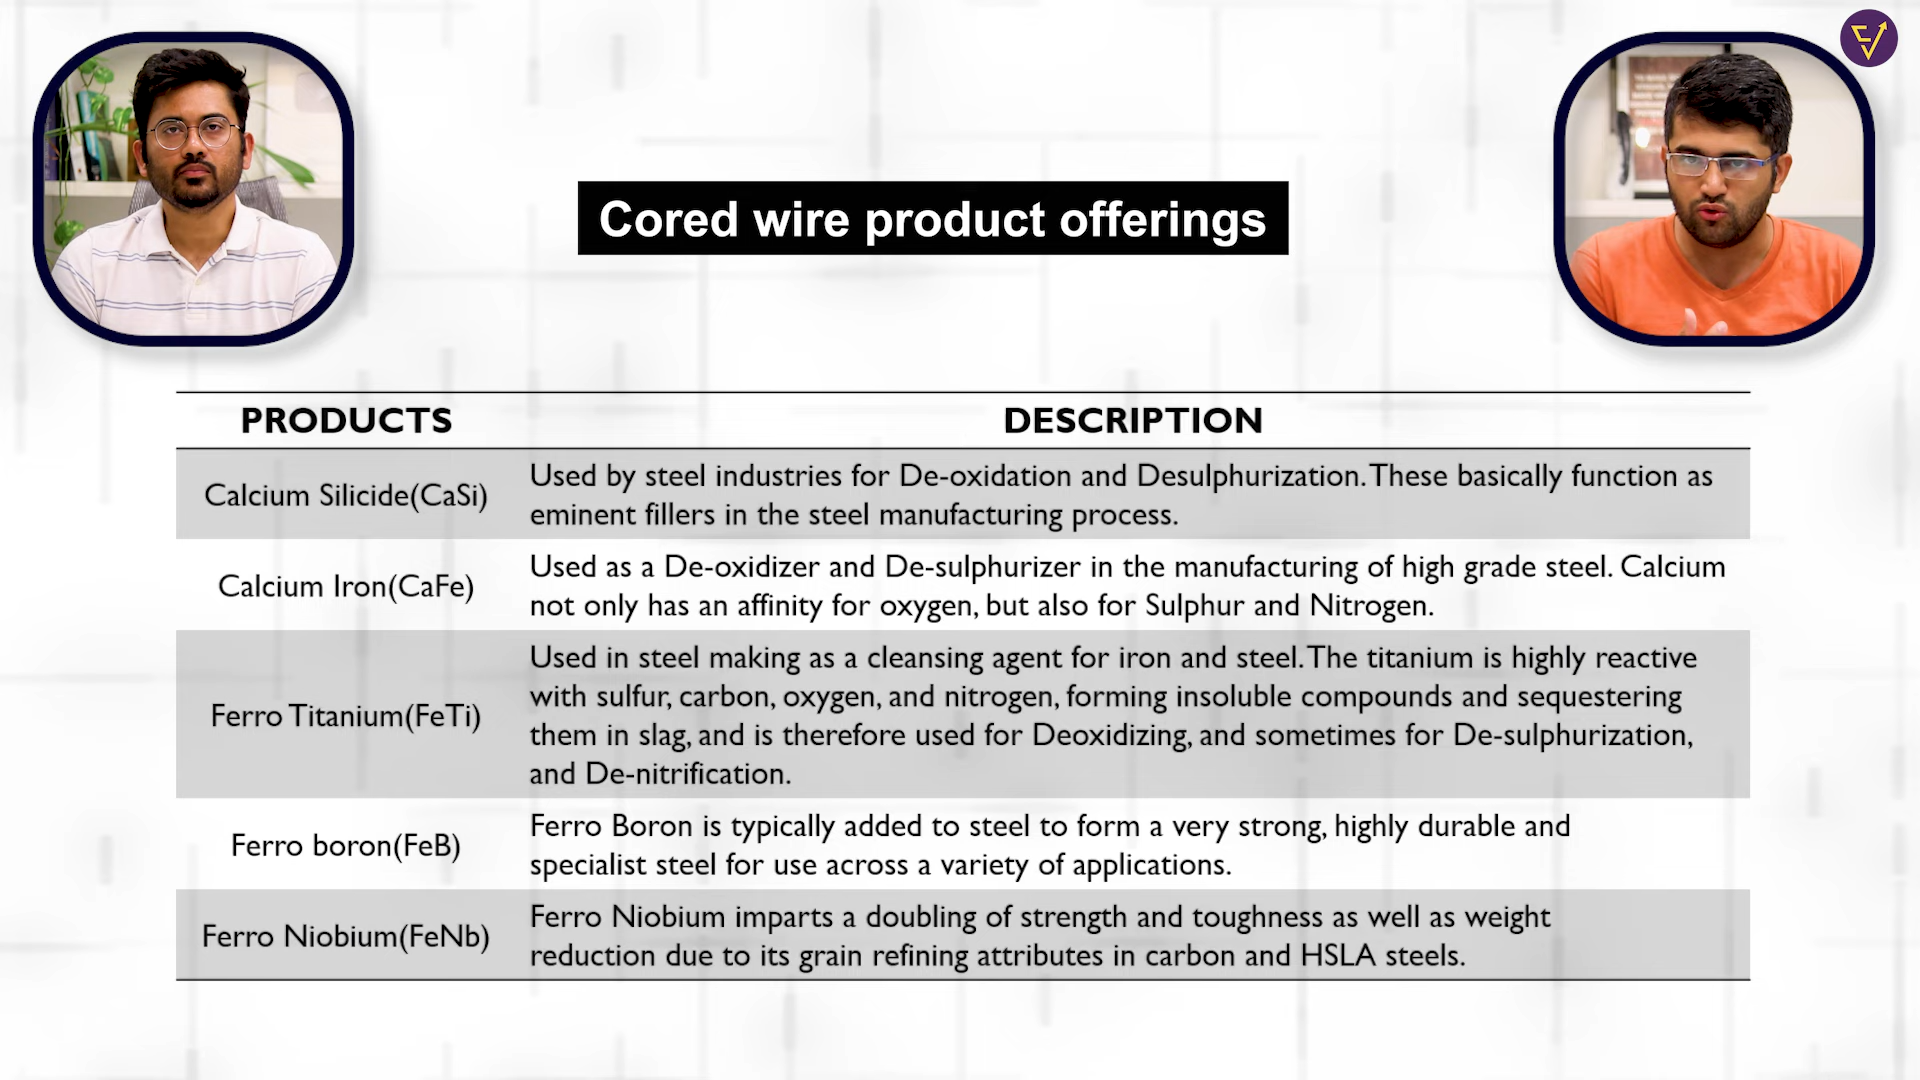 Cored wire product offerings
PRODUCTS DESCRIPTION
Calcium Silicide(CaSi)
Used by steel industries for De-oxidation and Desulphurization. These basically function as
eminent fillers in the steel manufacturing process.
Calcium Iron(CaFe)
Used as a De-oxidizer and De-sulphurizer in the manufacturing of high grade steel. Calcium
not only has an affinity for oxygen, but also for Sulphur and Nitrogen.
Ferro Titanium(FeTi)
Used in steel making as a cleansing agent for iron and steel. The titanium is highly reactive
with sulfur, carbon, oxygen, and nitrogen, forming insoluble compounds and sequestering
them in slag, and is therefore used for Deoxidizing, and sometimes for De-sulphurization,
and De-nitrification.
Ferro boron(FeB)
Ferro Boron is typically added to steel to form a very strong, highly durable and
specialist steel for use across a variety of applications.
Ferro Niobium(FeNb)
Ferro Niobium imparts a doubling of strength and toughness as well as weight
reduction due to its grain refining attributes in carbon and HSLA steels.